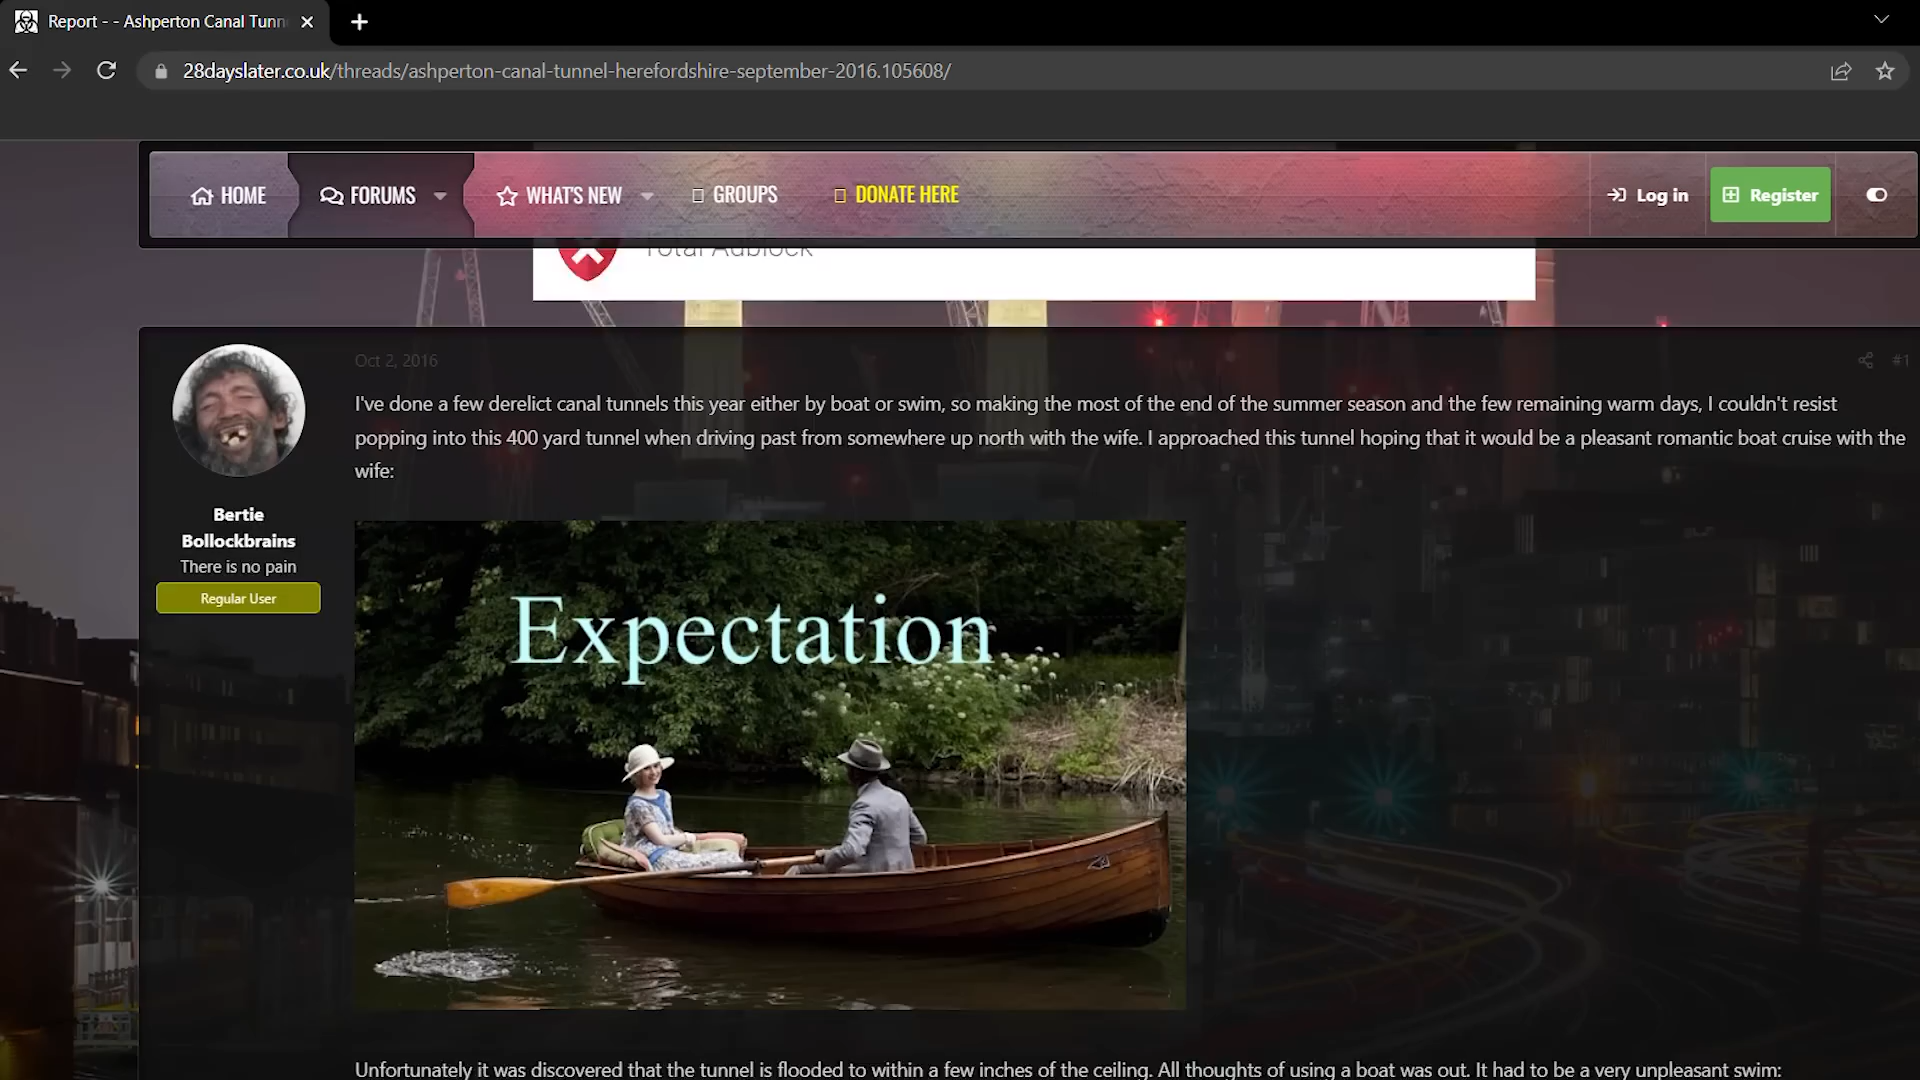 Report - - Ashperton Canal Tunn
28dayslater.co.uk/threads/ashperton-canal-tunnel-herefordshire-september-2016.105608/
HOME
FORUMS
WHAT'S NEW
GROUPS
DONATE HERE
Log in
Register
Total Adblock
Oct 2, 2016
#1
I've done a few derelict canal tunnels this year either by boat or swim, so making the most of the end of the summer season and the few remaining warm days, I couldn't resist
popping into this 400 yard tunnel when driving past from somewhere up north with the wife. I approached this tunnel hoping that it would be a pleasant romantic boat cruise with the
wife:
Bertie
Bollockbrains
There is no pain
Regular User
Expectation
Unfortunately it was discovered that the tunnel is flooded to within a few inches of the ceiling. All thoughts of using a boat was out. It had to be a very unpleasant swim: